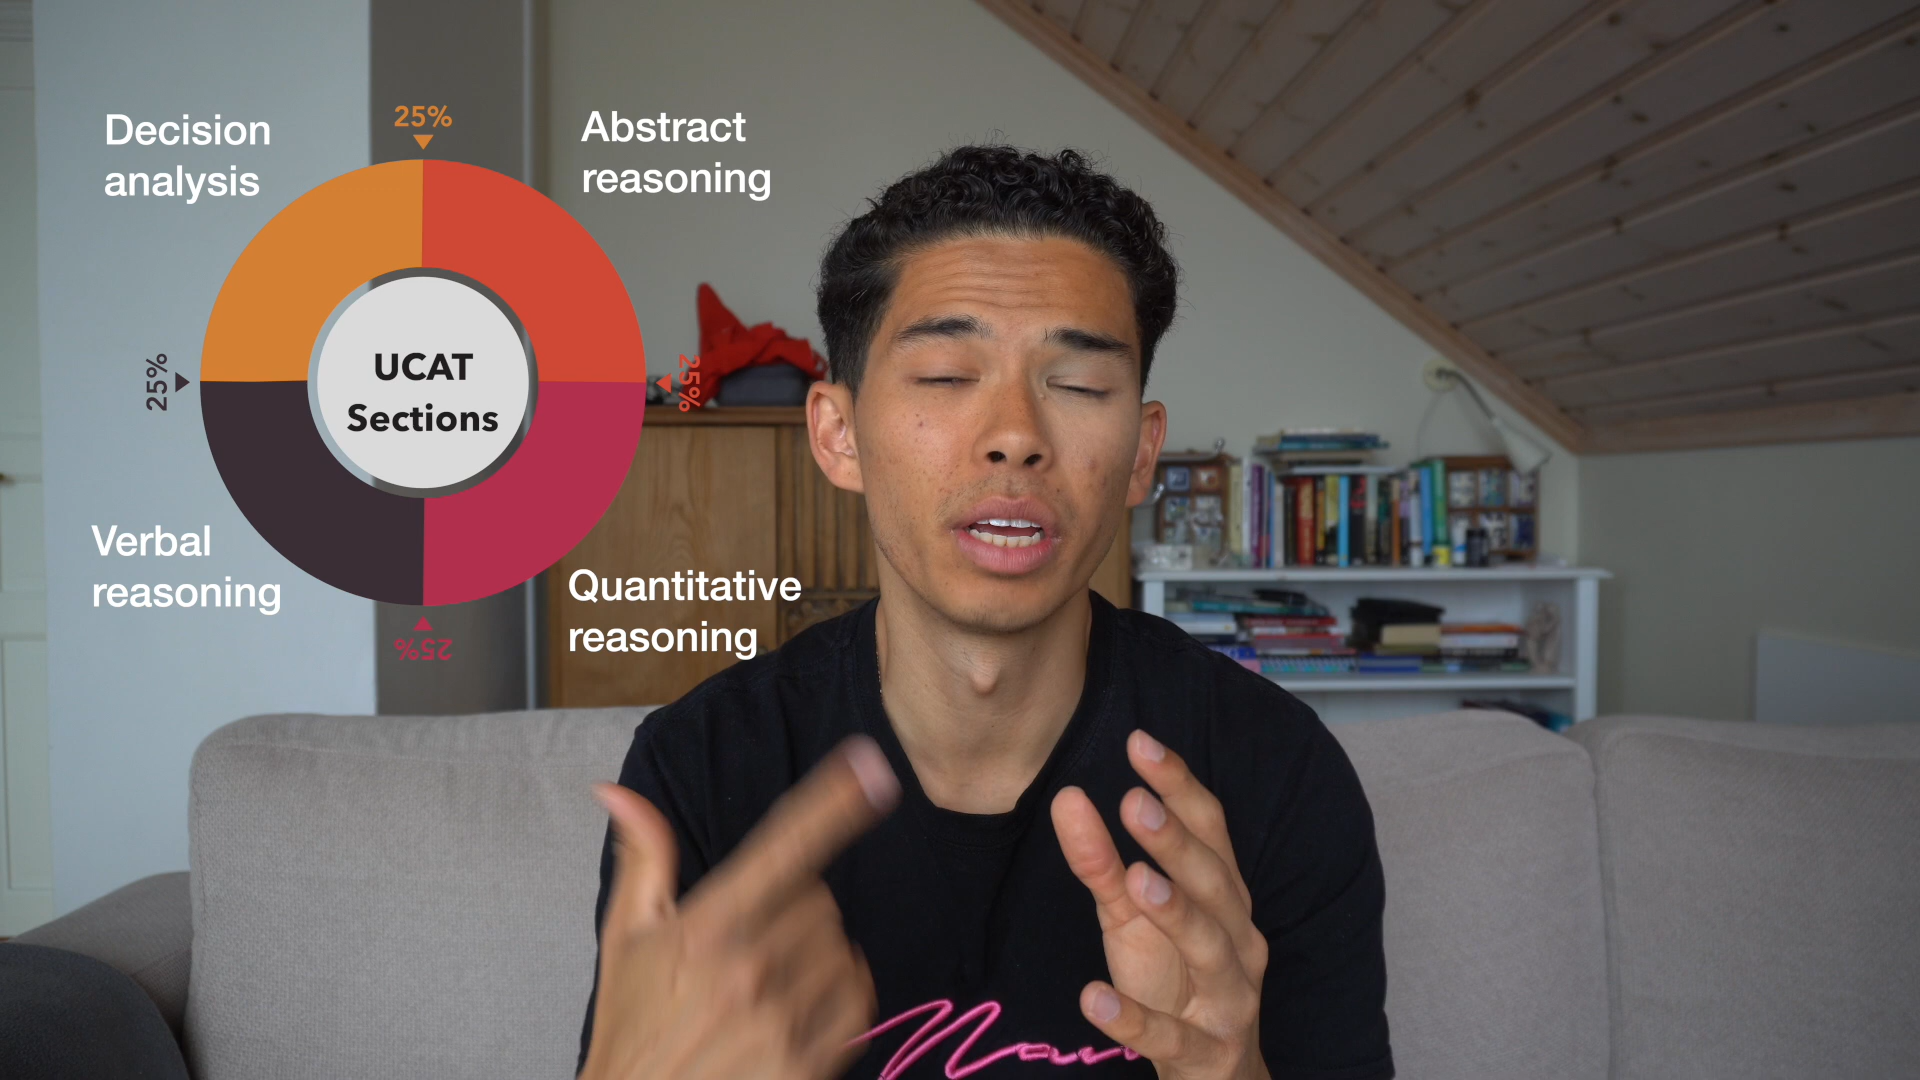 25%
Decision
analysis
Abstract
reasoning
25%
25%
UCAT
Sections
Verbal
reasoning
Quantitative
reasoning
25%